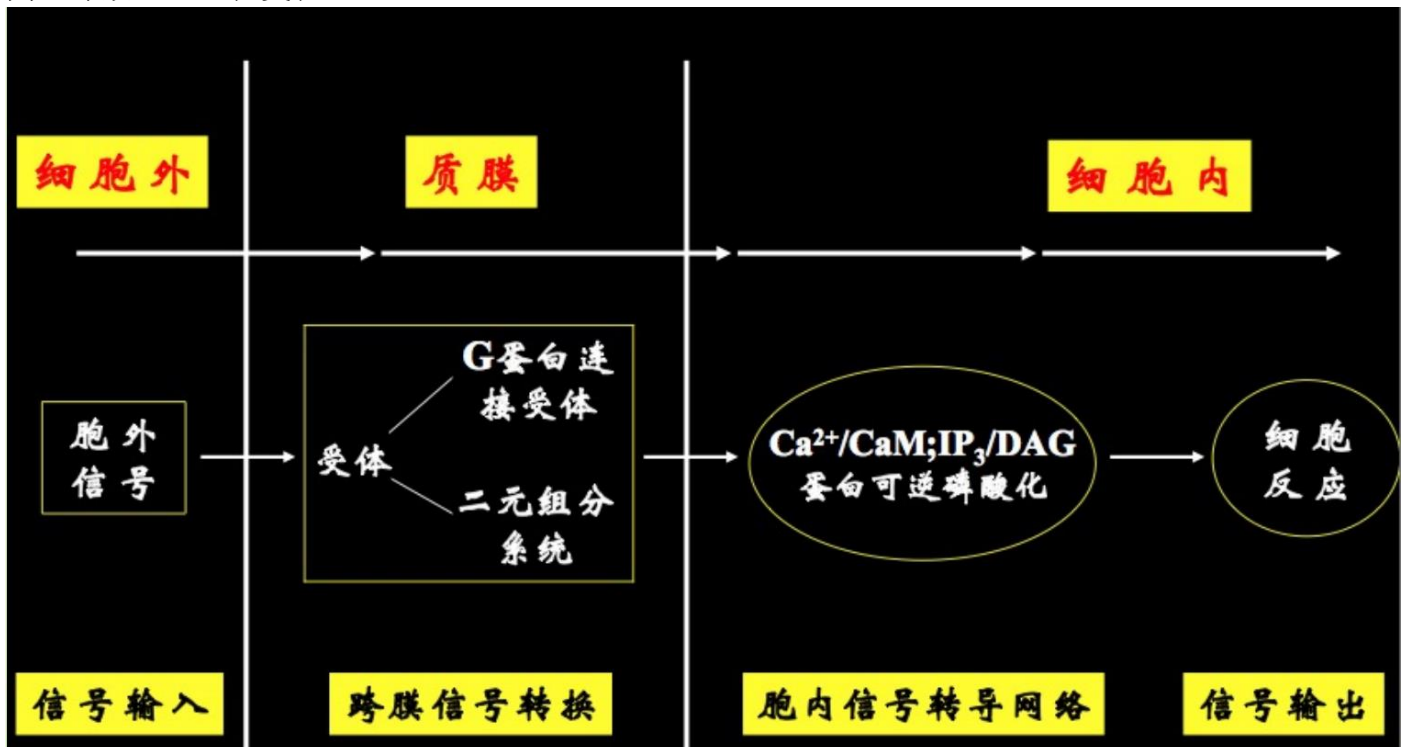 细胞外
质膜
细胞内
G蛋白连
接受体
胞外
信号
受体
二元组分
系统
Ca²⁺/CaM;IP₃/DAG
蛋白可逆磷酸化
细胞
反应
信号输入
跨膜信号转换
胞内信号转导网络
信号输出